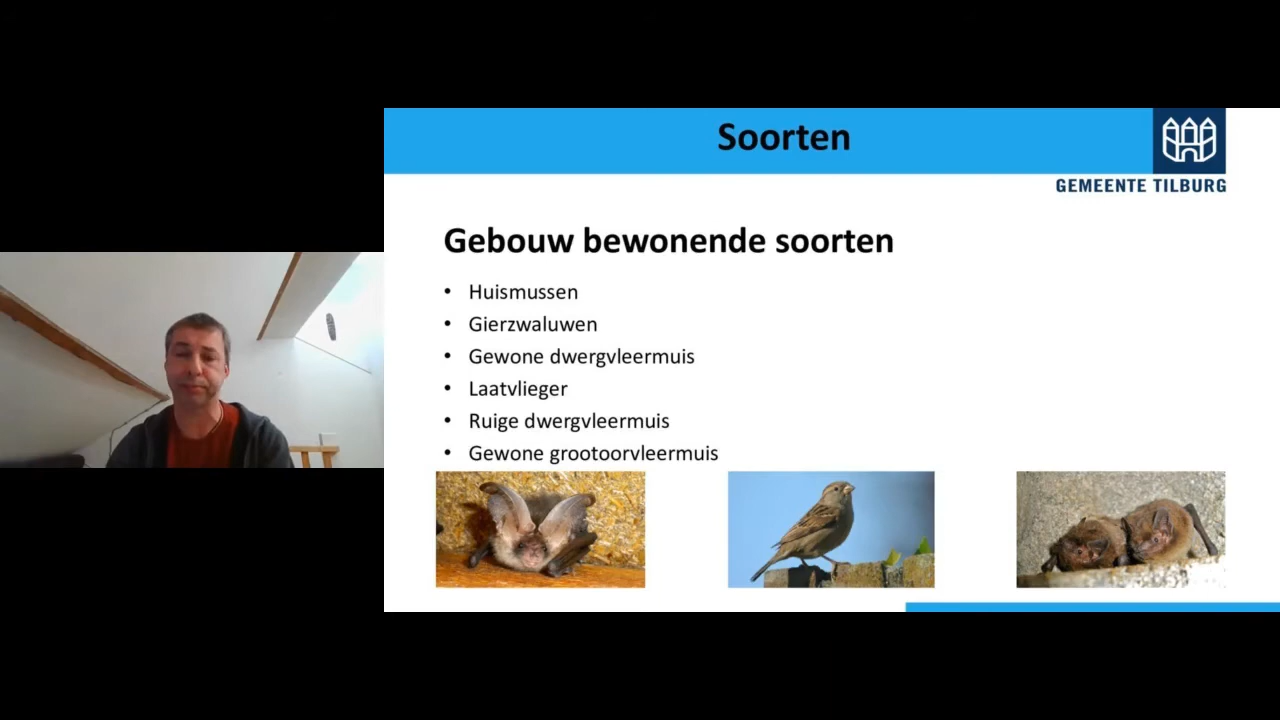 Soorten
GEMEENTE TILBURG
Gebouw bewonende soorten
• Huismussen
• Gierzwaluwen
• Gewone dwergvleermuis
• Laatvlieger
• Ruige dwergvleermuis
• Gewone grootoorvleermuis